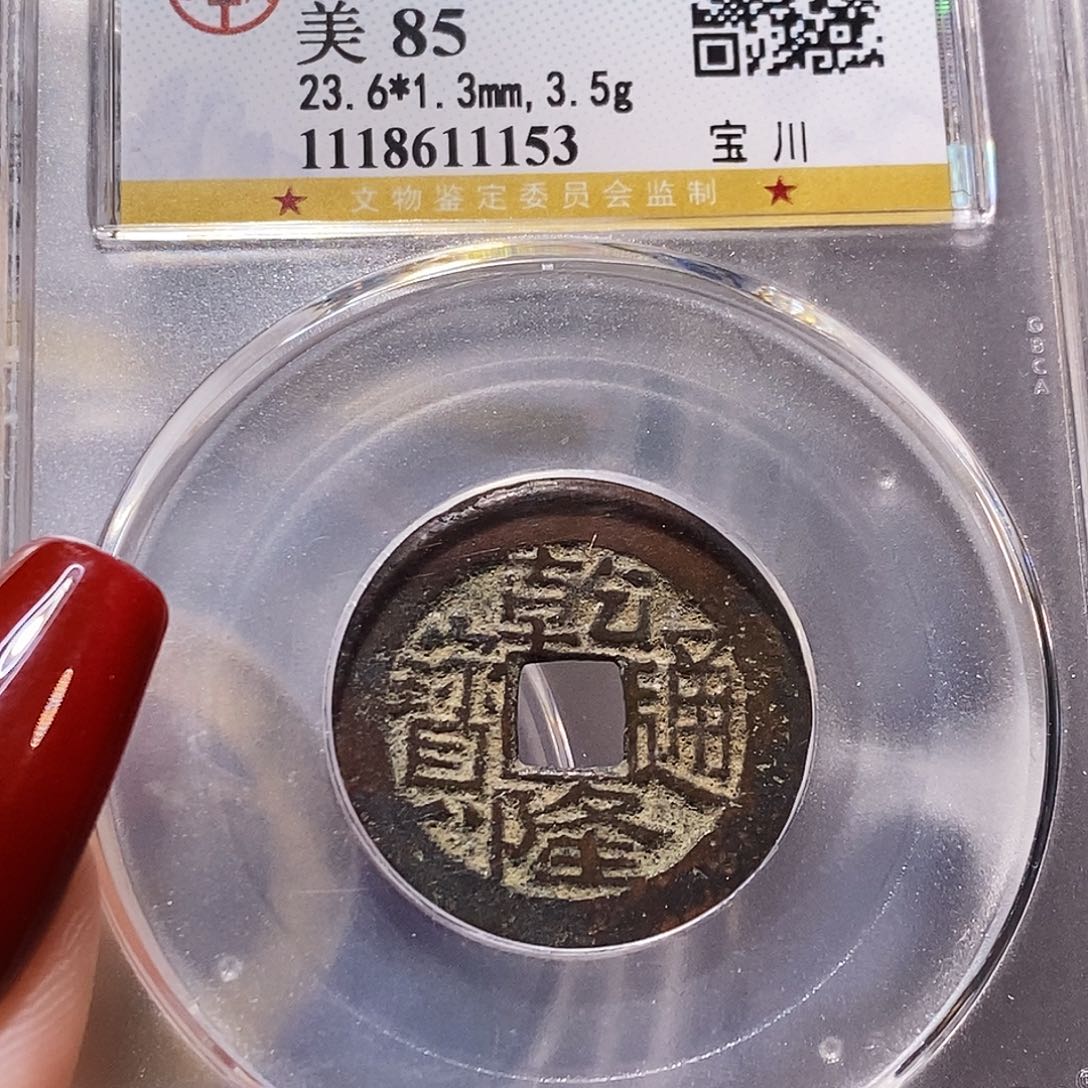 美 85
23.6*1.3mm,3.5g
1118611153
宝 川
★ 文物鉴定委员会监制 ★
GBCA
乾隆通寶